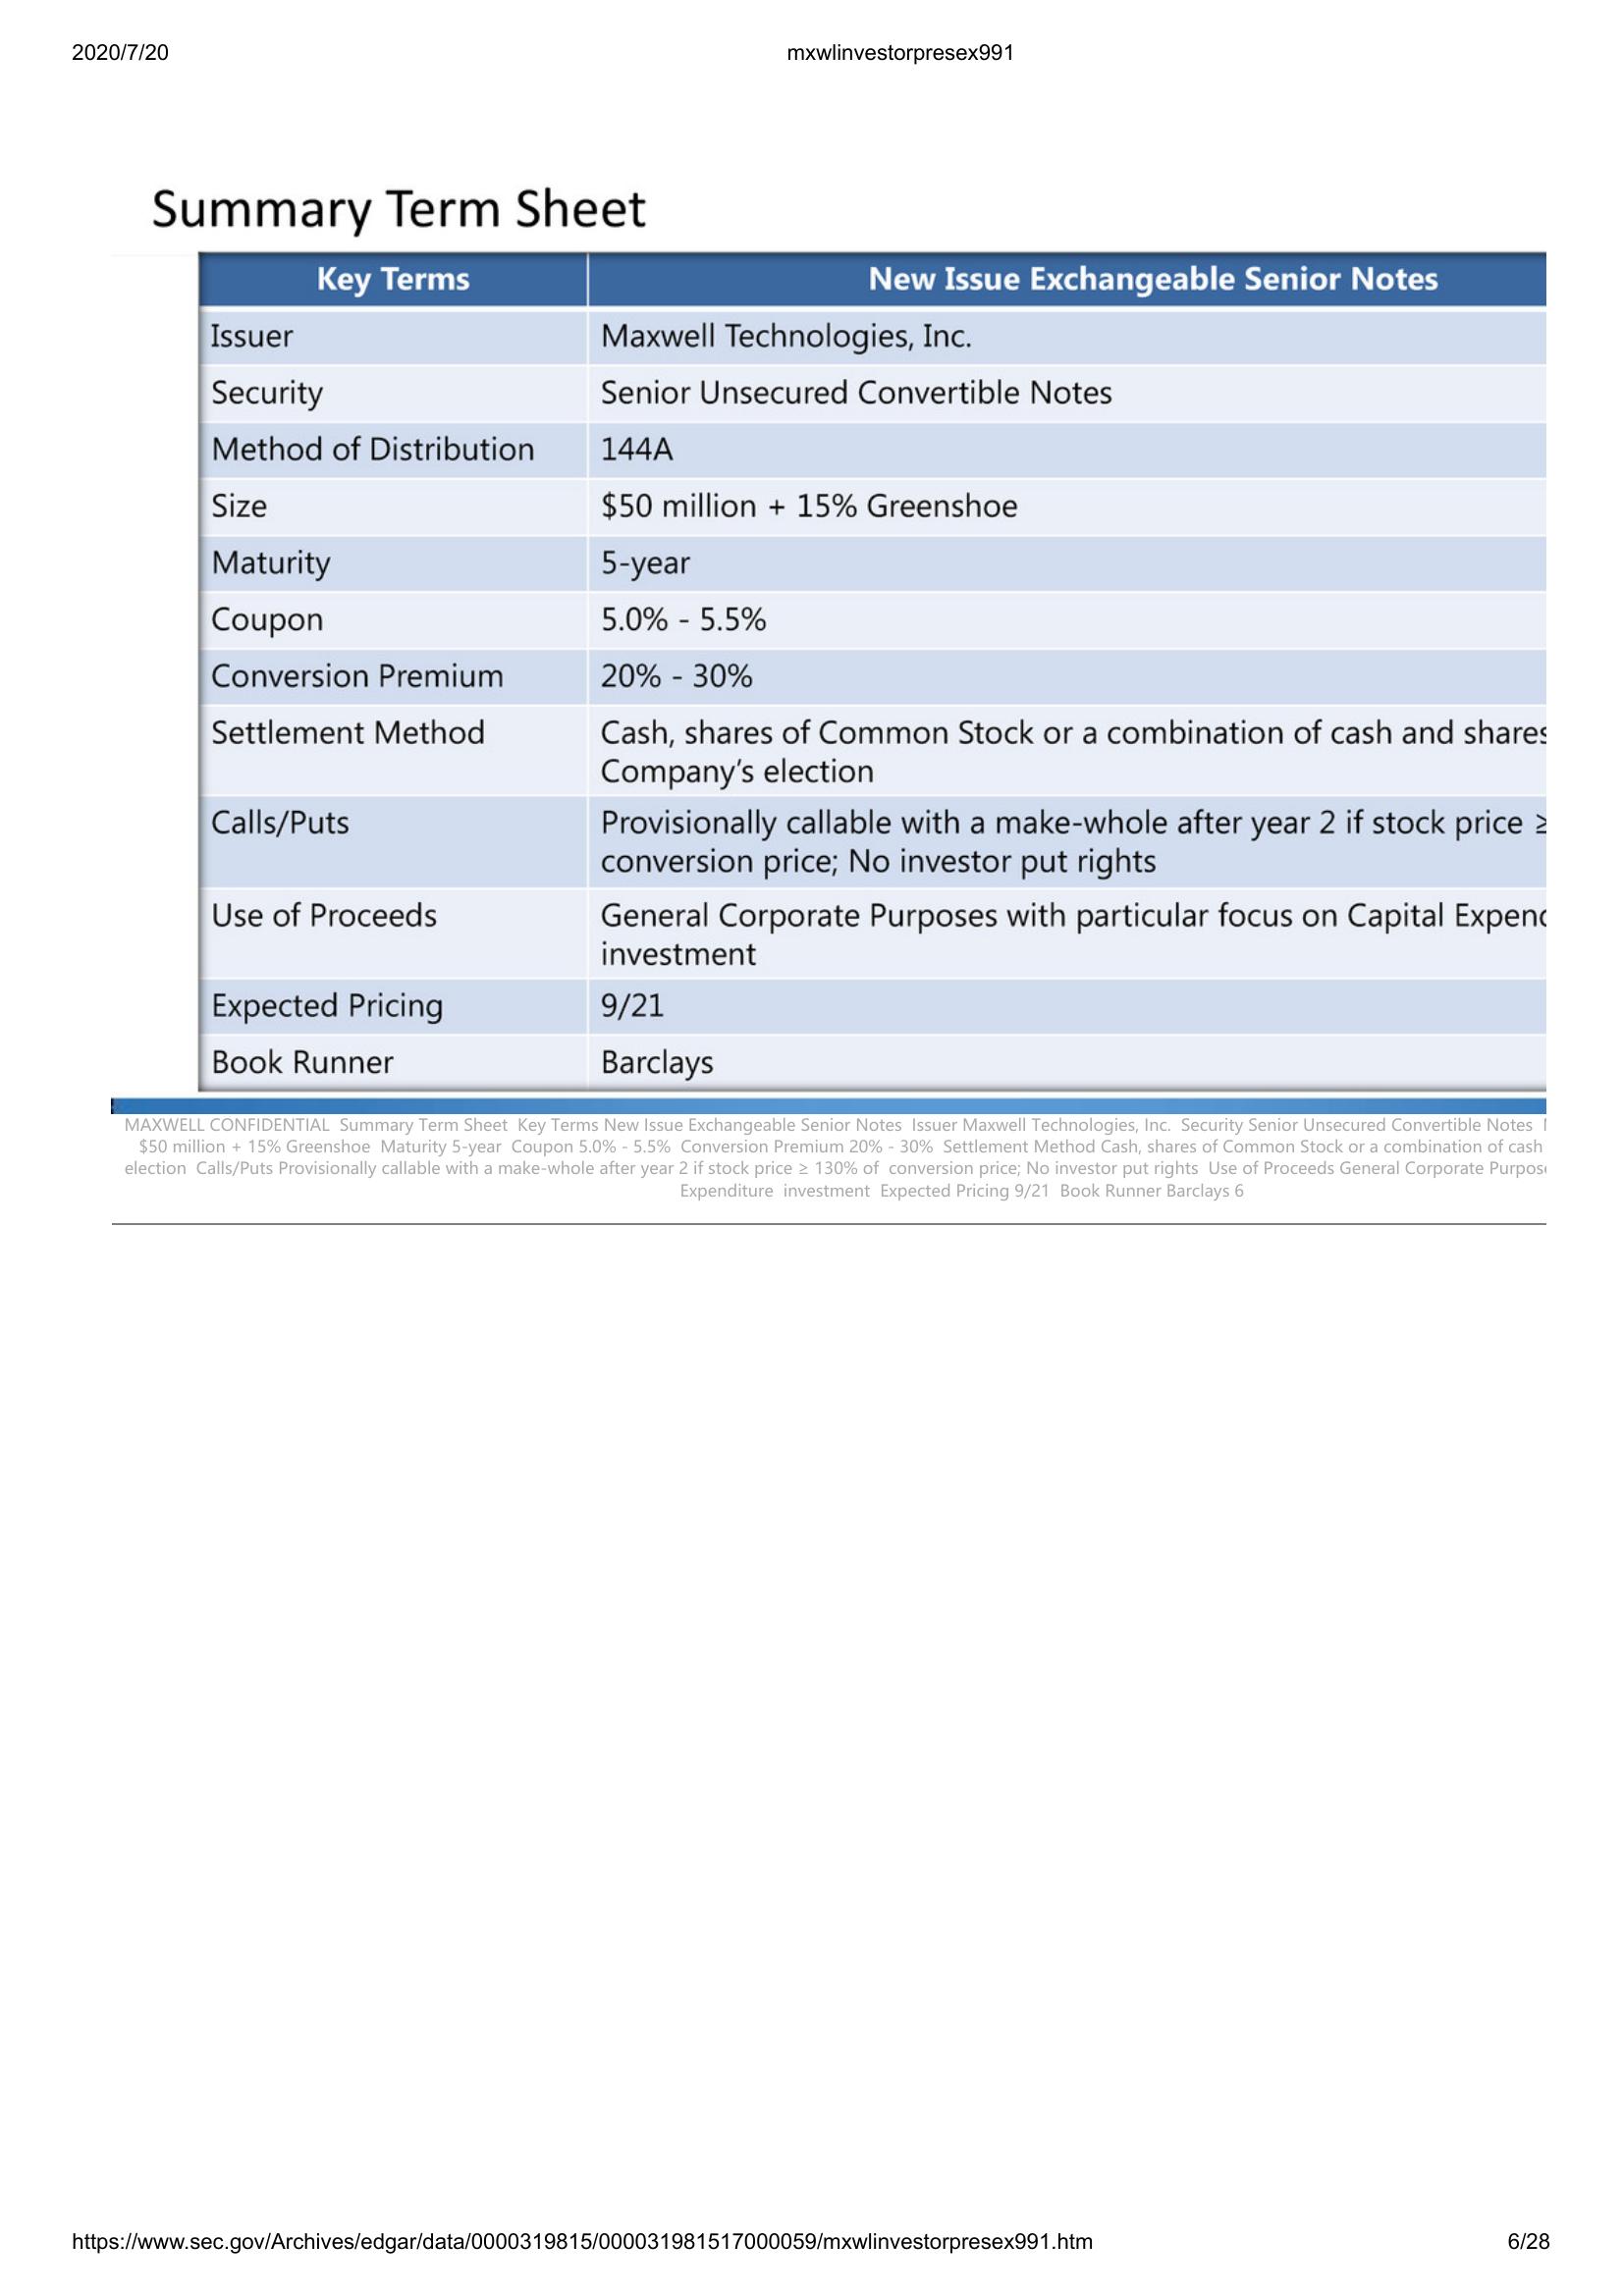 2020/7/20 mxwlinvestorpresex991
Summary Term Sheet
Key Terms New Issue Exchangeable Senior Notes
Issuer Maxwell Technologies, Inc.
Security Senior Unsecured Convertible Notes
Method of Distribution 144A
Size $50 million + 15% Greenshoe
Maturity 5-year
Coupon 5.0% - 5.5%
Conversion Premium 20% - 30%
Settlement Method Cash, shares of Common Stock or a combination of cash and shares
Company’s election
Calls/Puts Provisionally callable with a make-whole after year 2 if stock price ≥
conversion price; No investor put rights
Use of Proceeds General Corporate Purposes with particular focus on Capital
investment
Expected Pricing 9/21
Book Runner Barclays
MAXWELL CONFIDENTIAL Summary Term Sheet Key Terms New Issue Exchangeable Senior Notes Issuer Maxwell Technologies, Inc. Security Senior Unsecured Convertible Notes
$50 million + 15% Greenshoe Maturity 5-year Coupon 5.0% - 5.5% Conversion Premium 20% - 30% Settlement Method Cash, shares of Common Stock or a combination of cash
election Calls/Puts Provisionally callable with a make-whole after year 2 if stock price ≥ 130% of conversion price; No investor put rights Use of Proceeds General Corporate
Expenditure investment Expected Pricing 9/21 Book Runner Barclays 6
https://www.sec.gov/Archives/edgar/data/0000319815/000031981517000059/mxwlinvestorpresex991.htm 6/28